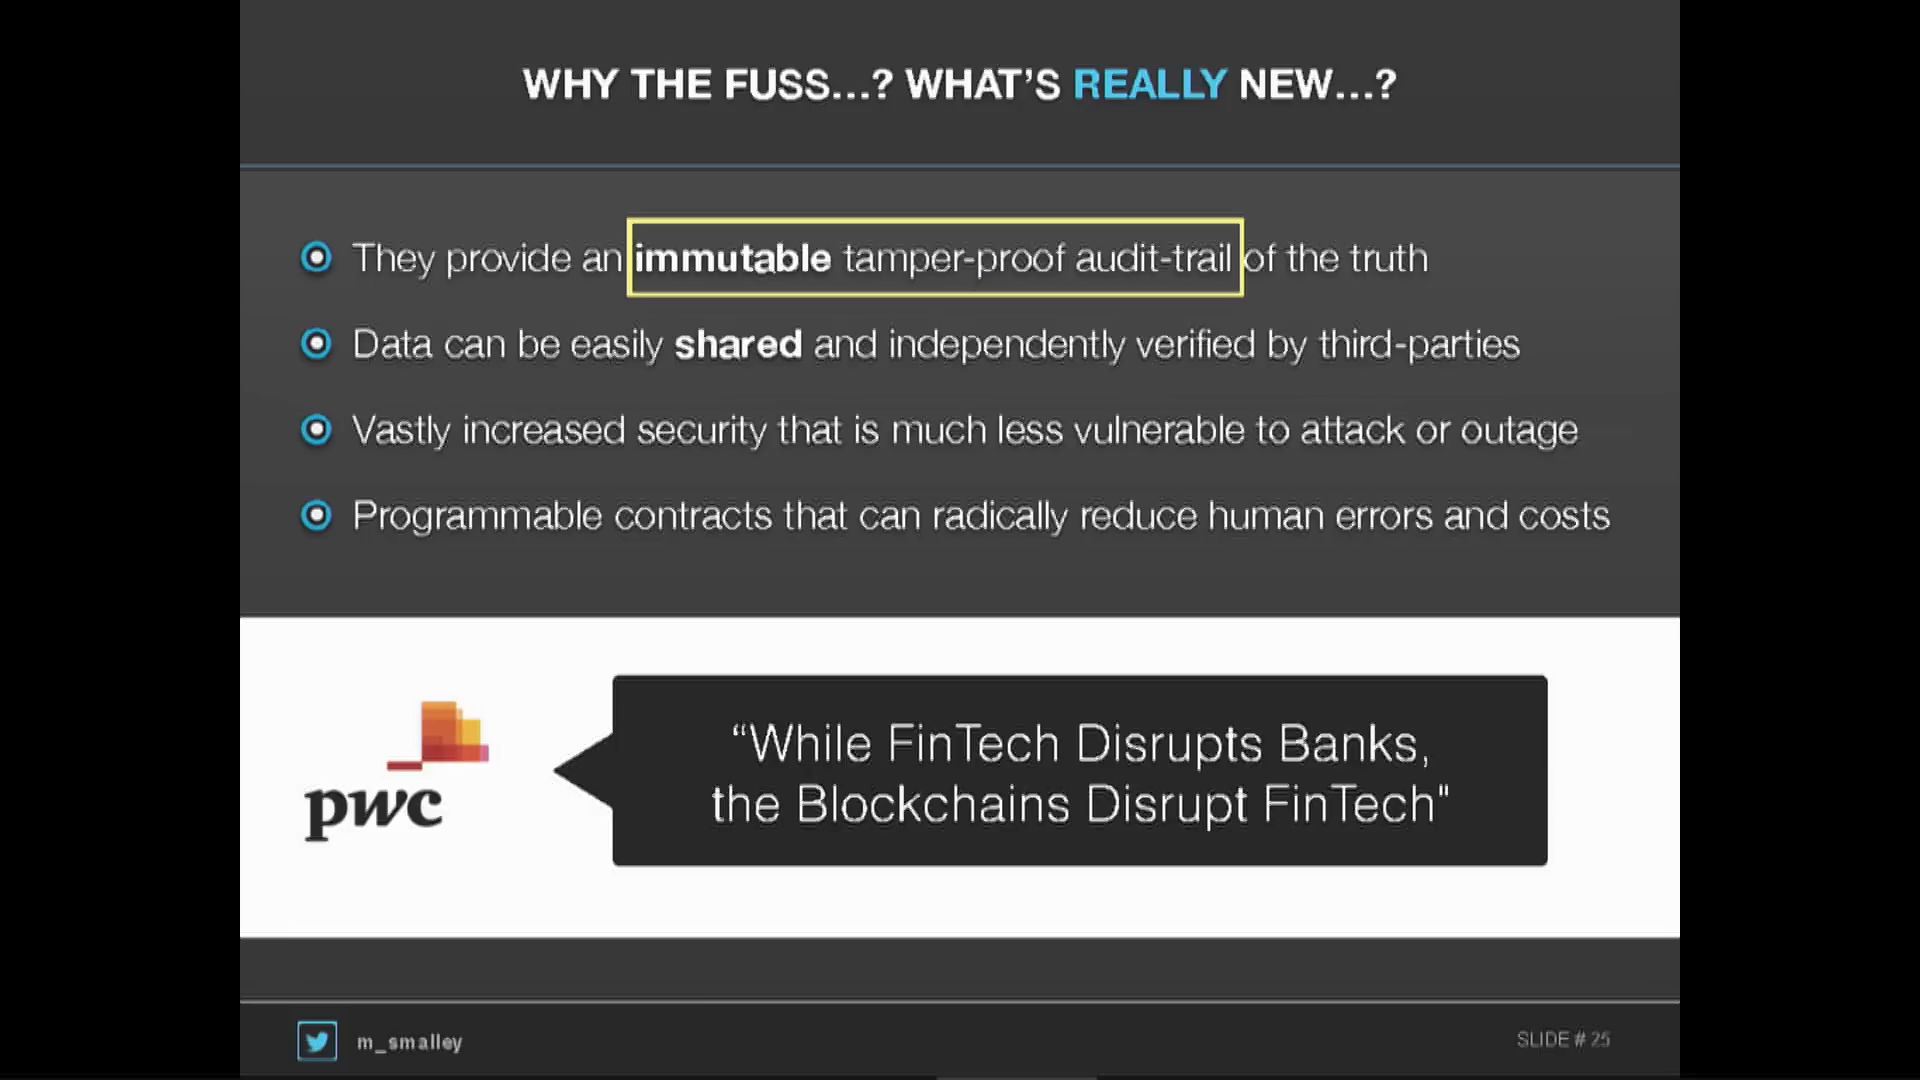 WHY THE FUSS...? WHAT'S REALLY NEW...?
They provide an immutable tamper-proof audit-trail of the truth
Data can be easily shared and independently verified by third-parties
Vastly increased security that is much less vulnerable to attack or outage
Programmable contracts that can radically reduce human errors and costs
pwc
“While FinTech Disrupts Banks,
the Blockchains Disrupt FinTech"
m_smalley
SLIDE # 25